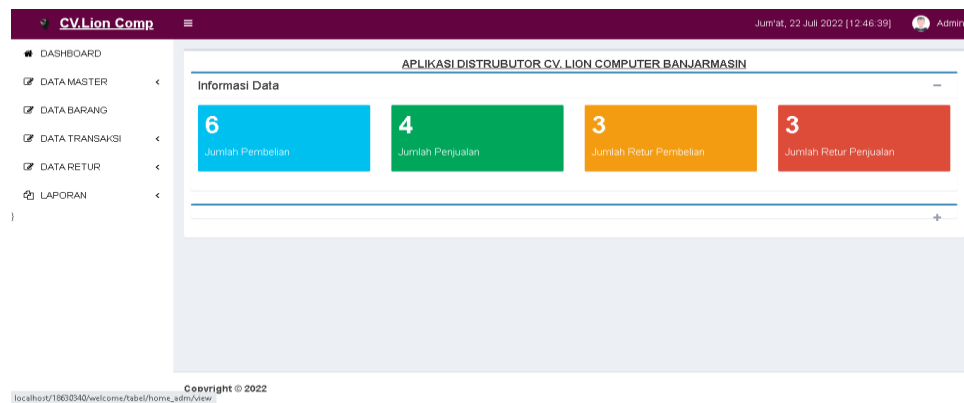 CV.Lion Comp
Jum'at, 22 Juli 2022 [12:46:39]
Admin
DASHBOARD
DATA MASTER
DATA BARANG
DATA TRANSAKSI
DATA RETUR
LAPORAN
}
APLIKASI DISTRUBUTOR CV. LION COMPUTER BANJARMASIN
Informasi Data
6
Jumlah Pembelian
4
Jumlah Penjualan
3
Jumlah Retur Pembelian
3
Jumlah Retur Penjualan
Copyright © 2022
localhost/18630340/welcome/tabel/home_adm/view